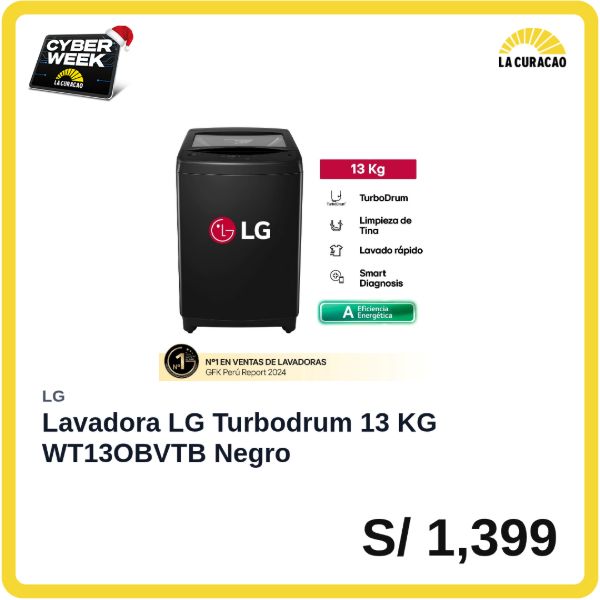 CYBER
WEEK
LA CURACAO
LA CURACAO
13 Kg
TurboDrum
TurboDrum
Limpieza de
Tina
Lavado rápido
Smart
Diagnosis
LG
A Eficiencia
Energética
Nº1
Nº1 EN VENTAS DE LAVADORAS
GFK Perú Report 2024
LG
Lavadora LG Turbodrum 13 KG
WT13OBVTB Negro
S/ 1,399